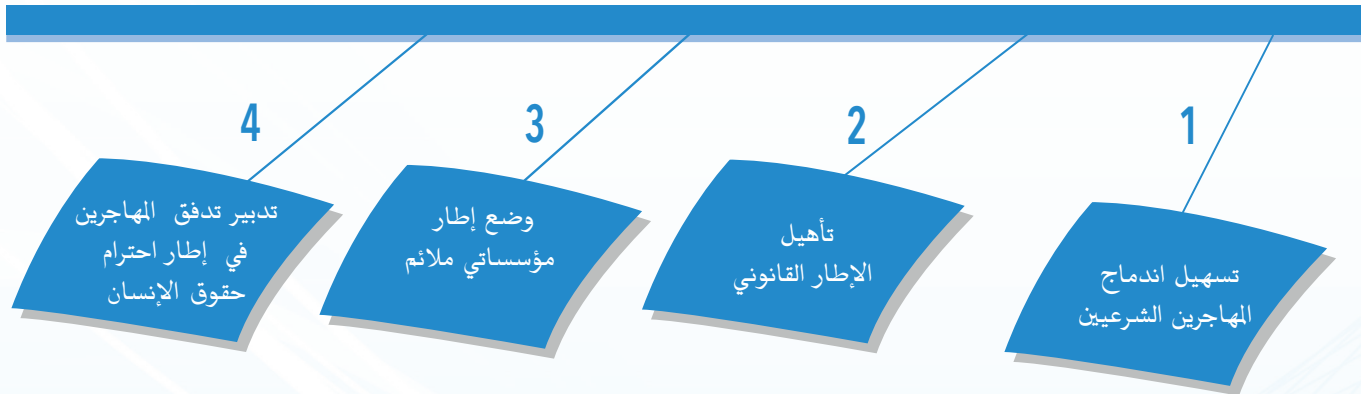 1
تسهيل اندماج
المهاجرين الشرعيين
2
تأهيل
الإطار القانوني
3
وضع إطار
مؤسساتي ملائم
4
تدبير تدفق المهاجرين
في إطار احترام
حقوق الإنسان